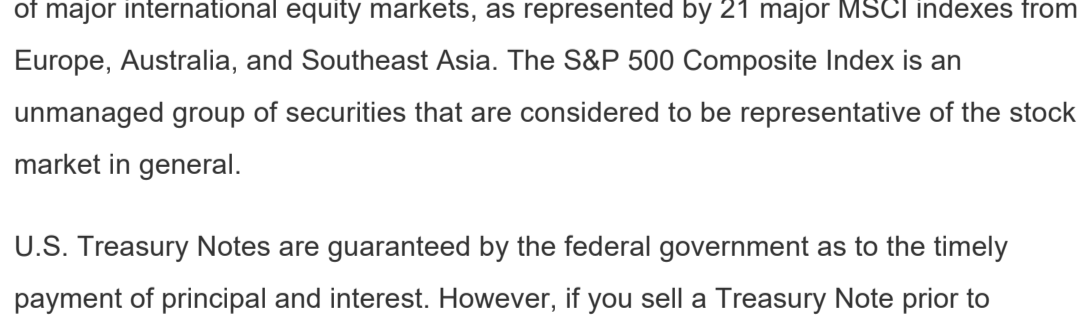 of major international equity markets, as represented by 21 major MSCI indexes from
Europe, Australia, and Southeast Asia. The S&P 500 Composite Index is an
unmanaged group of securities that are considered to be representative of the stock
market in general.
U.S. Treasury Notes are guaranteed by the federal government as to the timely
payment of principal and interest. However, if you sell a Treasury Note prior to